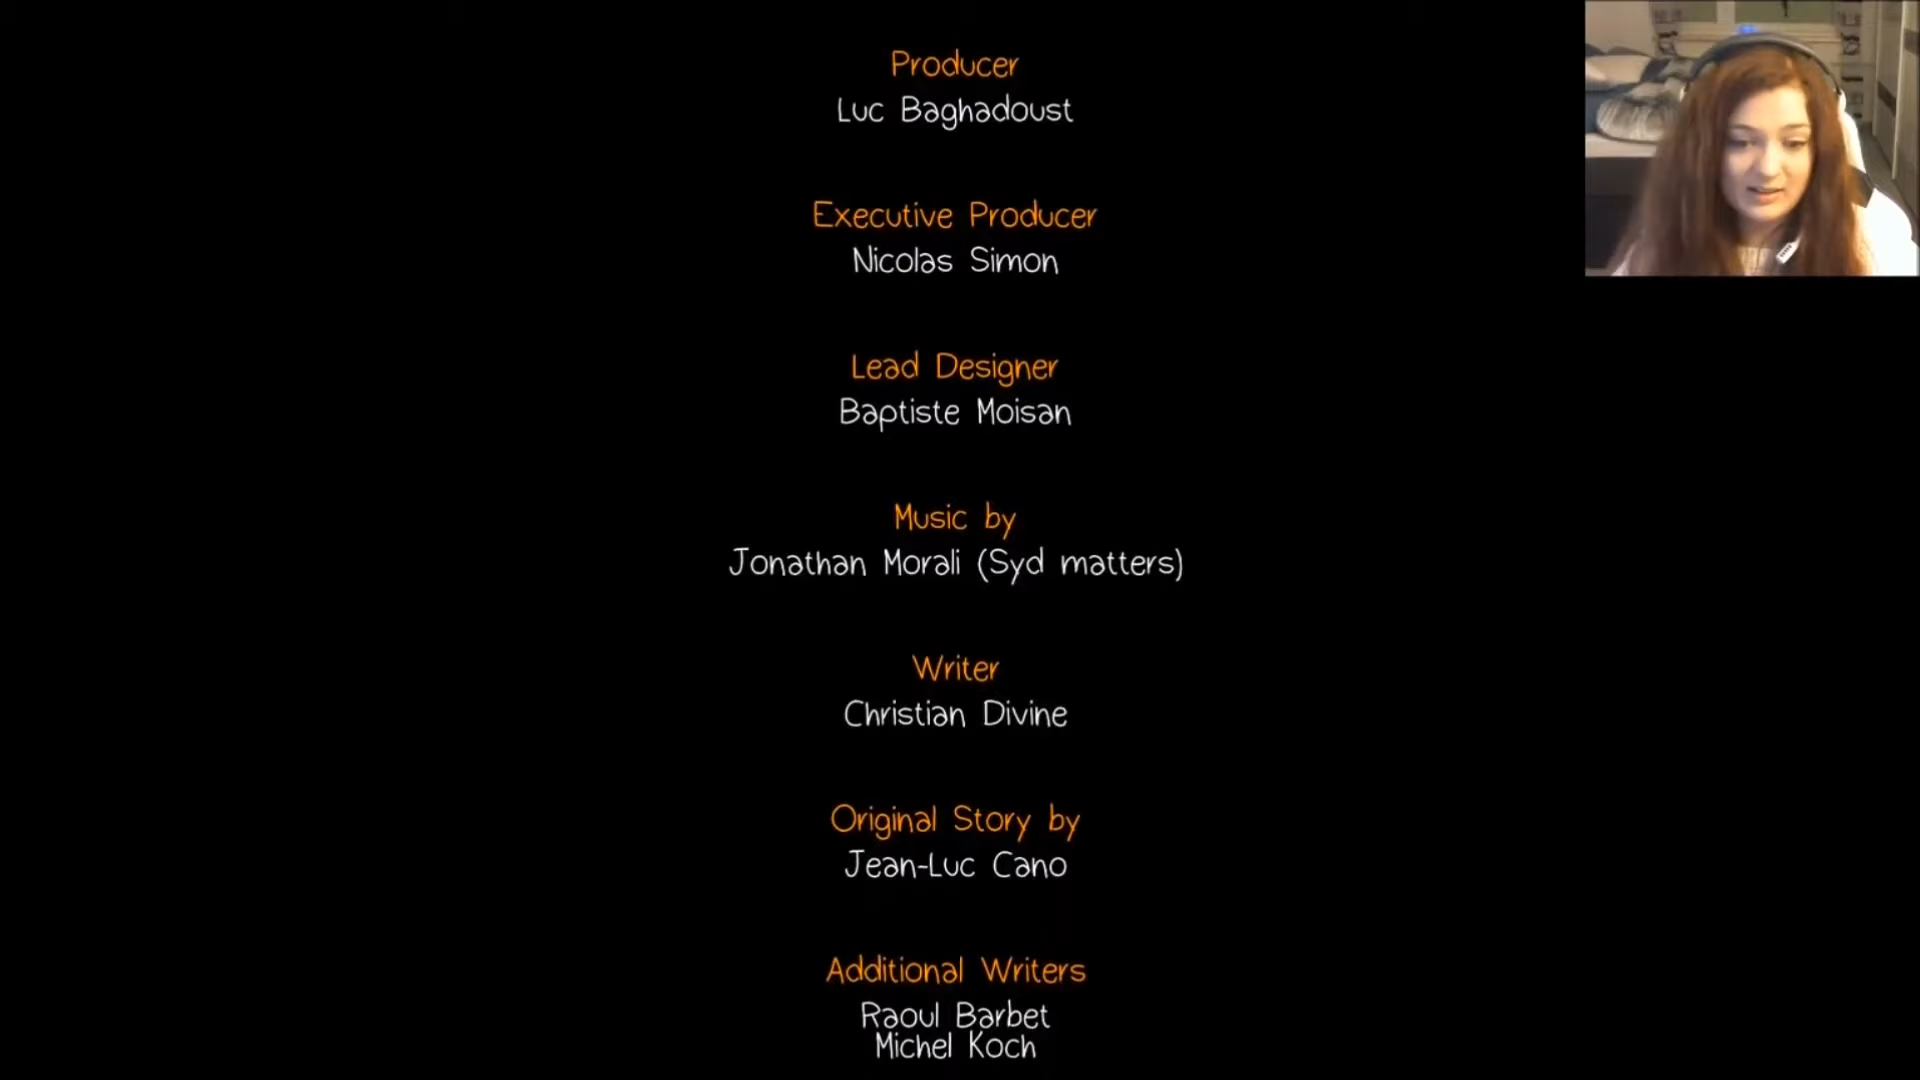 Producer
Luc Baghadoust
Executive Producer
Nicolas Simon
Lead Designer
Baptiste Moisan
Music by
Jonathan Morali (Syd matters)
Writer
Christian Divine
Original Story by
Jean-Luc Cano
Additional Writers
Raoul Barbet
Michel Koch